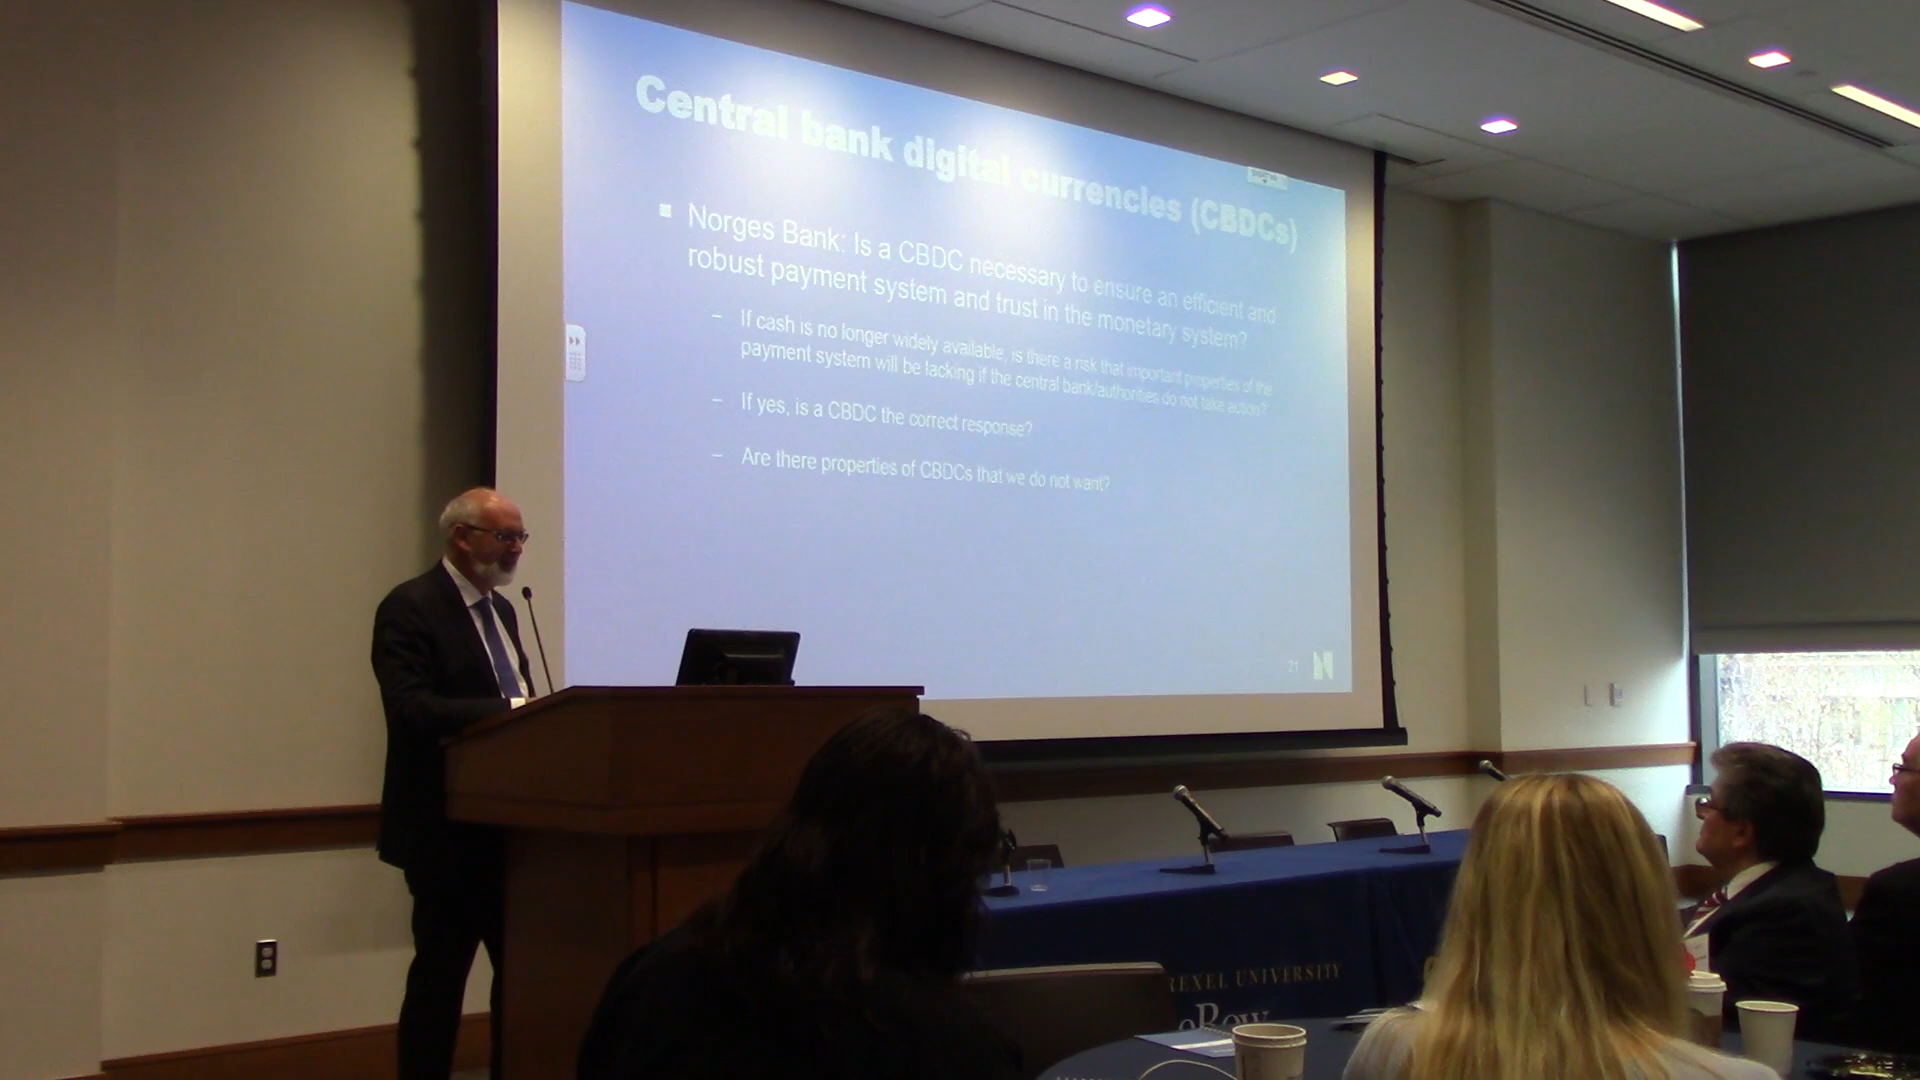 Central bank digital currencies (CBDCs)
Norges Bank: Is a CBDC necessary to ensure an efficient and
robust payment system and trust in the monetary system?
– If cash is no longer widely available, is there a risk that important properties of the
payment system will be lacking if the central bank/authorities do not take action?
– If yes, is a CBDC the correct response?
– Are there properties of CBDCs that we do not want?
21
REXEL UNIVERSITY